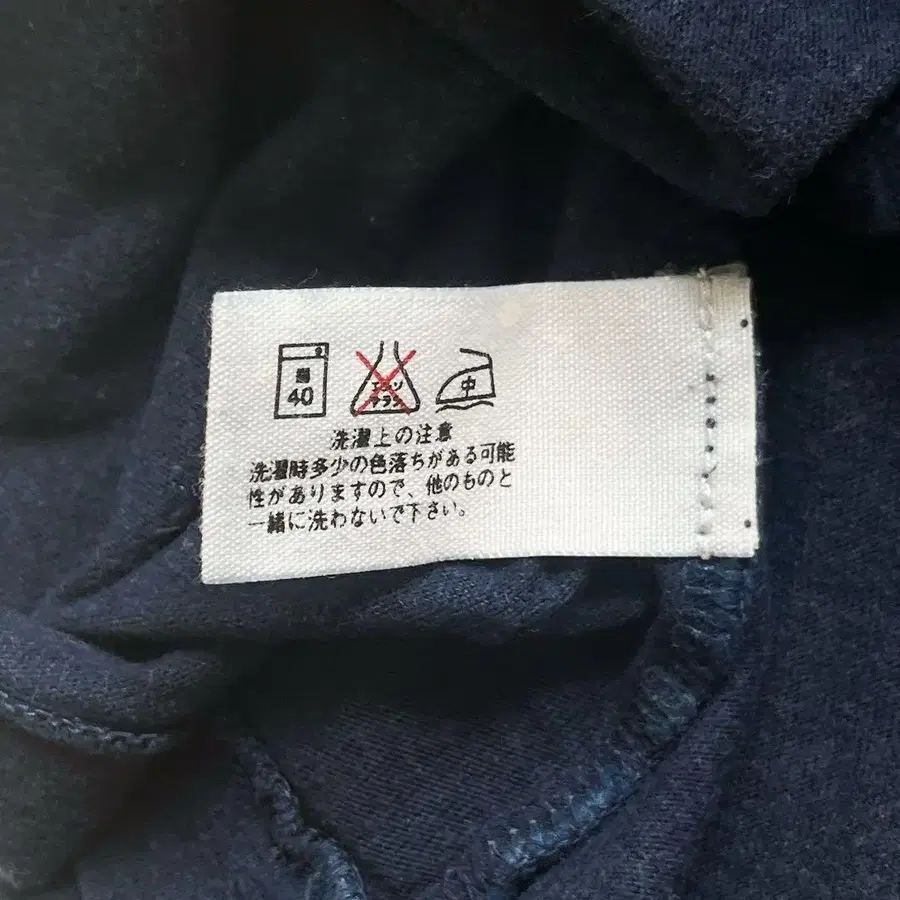 40
エンソ
サラシ
中
洗濯上の注意
洗濯時多少の色落ちがある可能
性がありますので、他のものと
一緒に洗わないで下さい。